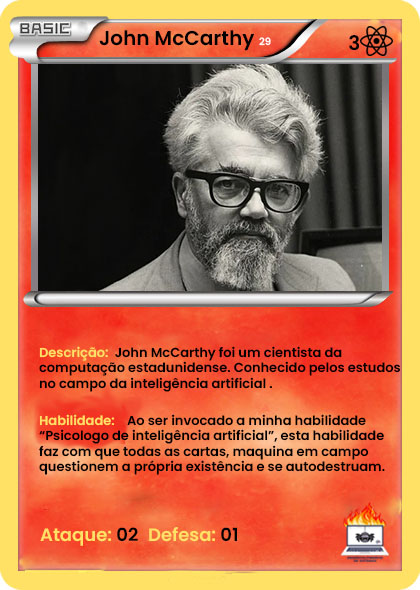 BASIC
John McCarthy 29
3
Descrição: John McCarthy foi um cientista da
computação estadunidense. Conhecido pelos estudos
no campo da inteligência artificial .
Habilidade: Ao ser invocado a minha habilidade
“Psicologo de inteligência artificial”, esta habilidade
faz com que todas as cartas, maquina em campo
questionem a própria existência e se autodestruam.
Ataque: 02 Defesa: 01